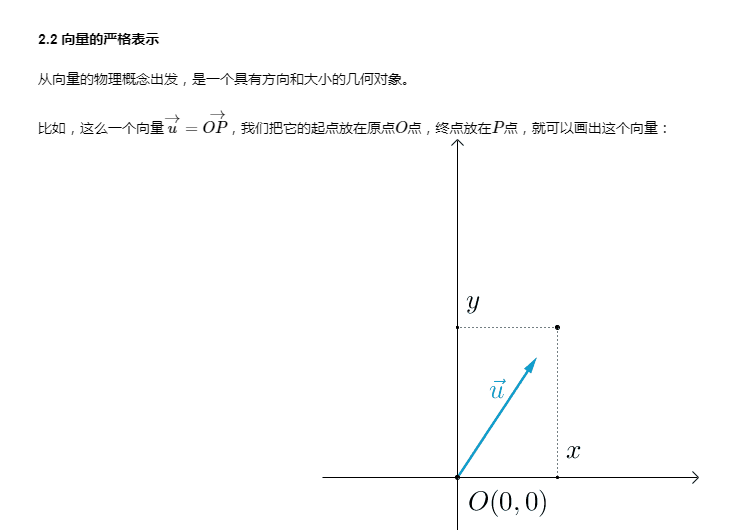 2.2 向量的严格表示
从向量的物理概念出发，是一个具有方向和大小的几何对象。
比如，这么一个向量$\overrightarrow{u} = \overrightarrow{OP}$，我们把它的起点放在原点O点，终点放在P点，就可以画出这个向量：
y
$\vec{u}$
x
O(0,0)